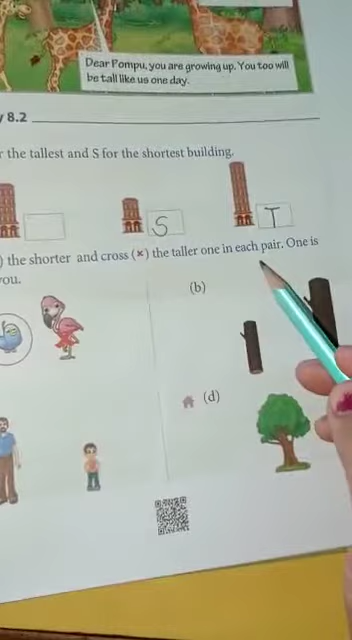 Dear Pompu, you are growing up. You too will
be tall like us one day.
8.2
the tallest and S for the shortest building.
S
T
) the shorter and cross (×) the taller one in each pair. One is
you.
(b)
(d)